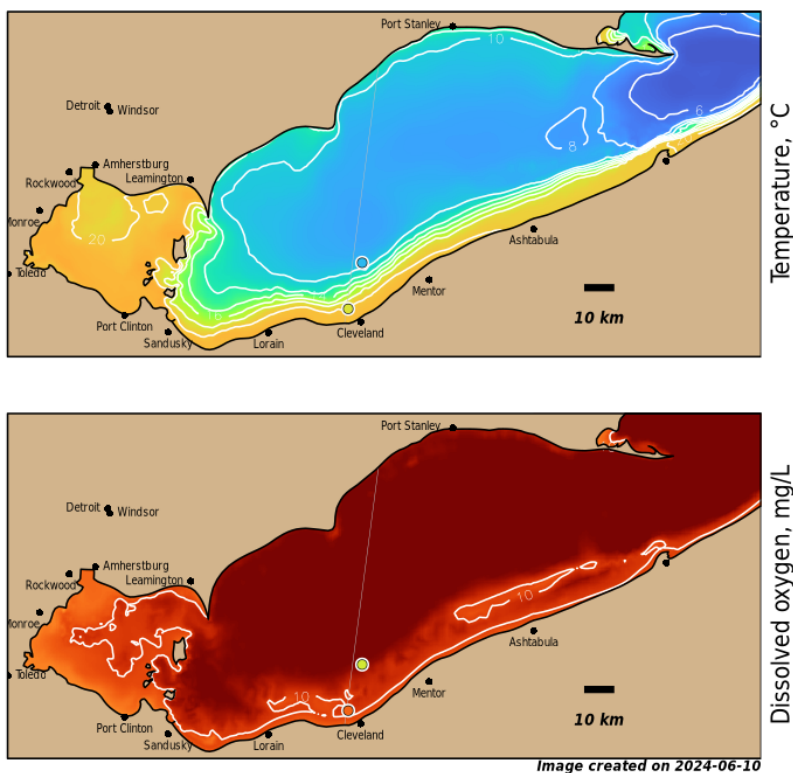 Port Stanley
10
Detroit
Windsor
6
8
Amherstburg
Leamington
Rockwood
Monroe
20
Ashtabula
Toledo
Mentor
16
Port Clinton
Cleveland
Sandusky
Lorain
10 km
Temperature, °C
Port Stanley
Detroit
Windsor
Amherstburg
Leamington
Rockwood
Monroe
10
Ashtabula
Toledo
Mentor
10
Port Clinton
Cleveland
Sandusky
Lorain
10 km
Dissolved oxygen, mg/L
Image created on 2024-06-10